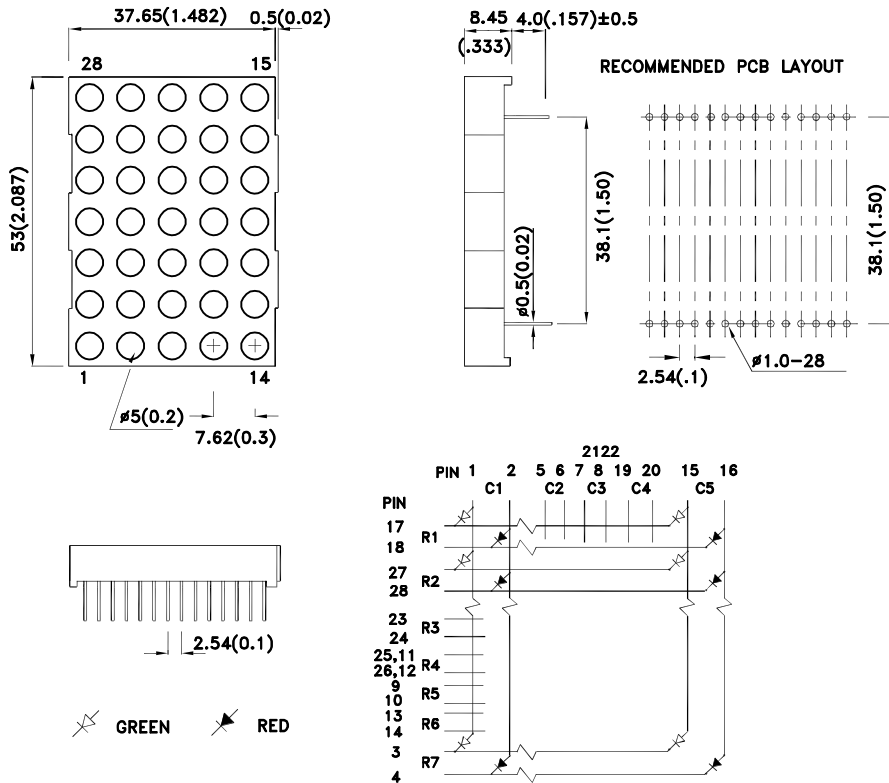 37.65(1.482)
0.5(0.02)
28
15
53(2.087)
1
14
ø5(0.2)
7.62(0.3)
8.45
(.333)
4.0(.157)±0.5
ø0.5(0.02)
38.1(1.50)
RECOMMENDED PCB LAYOUT
38.1(1.50)
2.54(.1)
ø1.0-28
2.54(0.1)
GREEN
RED
2122
PIN 1 2 5 6 7 8 19 20 15 16
C1 C2 C3 C4 C5
PIN
17
R1
18
27
R2
28
23
R3
24
25,11
R4
26,12
9
R5
10
13
R6
14
3
R7
4